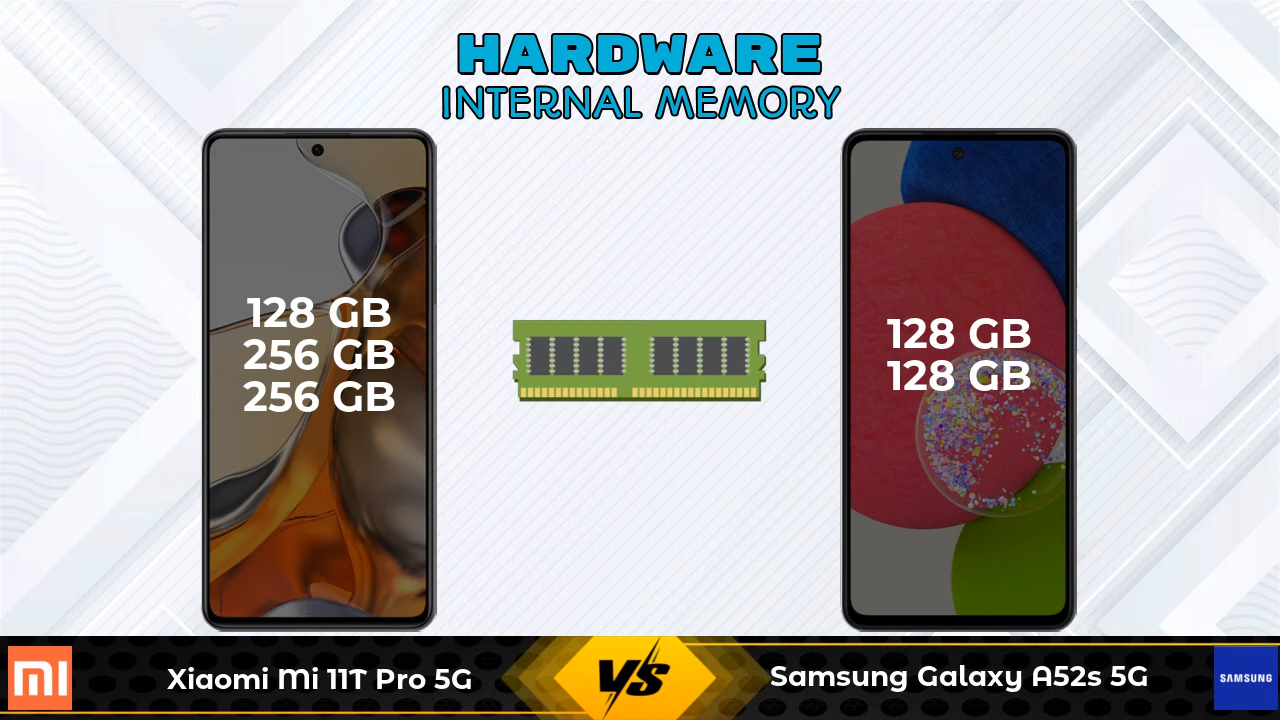 HARDWARE
INTERNAL MEMORY
128 GB
256 GB
256 GB
128 GB
128 GB
Xiaomi Mi 11T Pro 5G
VS
Samsung Galaxy A52s 5G
SAMSUNG